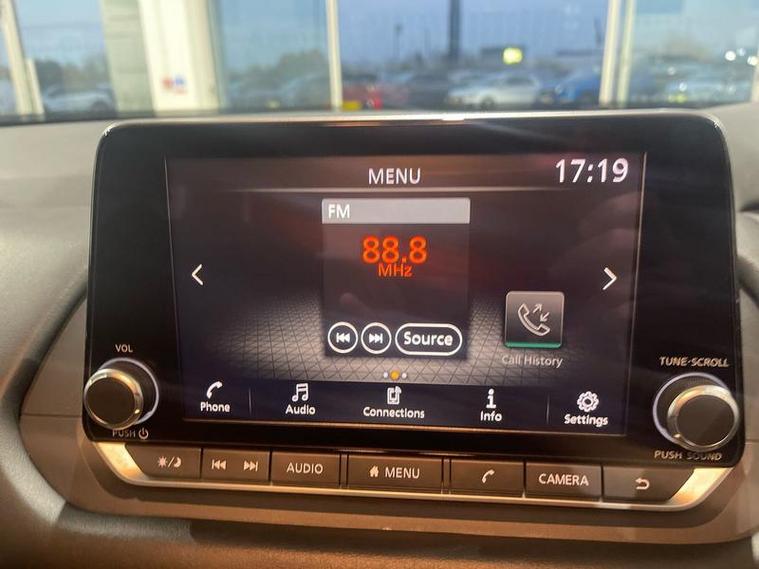 MENU
17:19
FM
88.8
MHz
Source
Call History
VOL
TUNE·SCROLL
Phone
Audio
Connections
Info
Settings
PUSH
PUSH SOUND
AUDIO
MENU
CAMERA